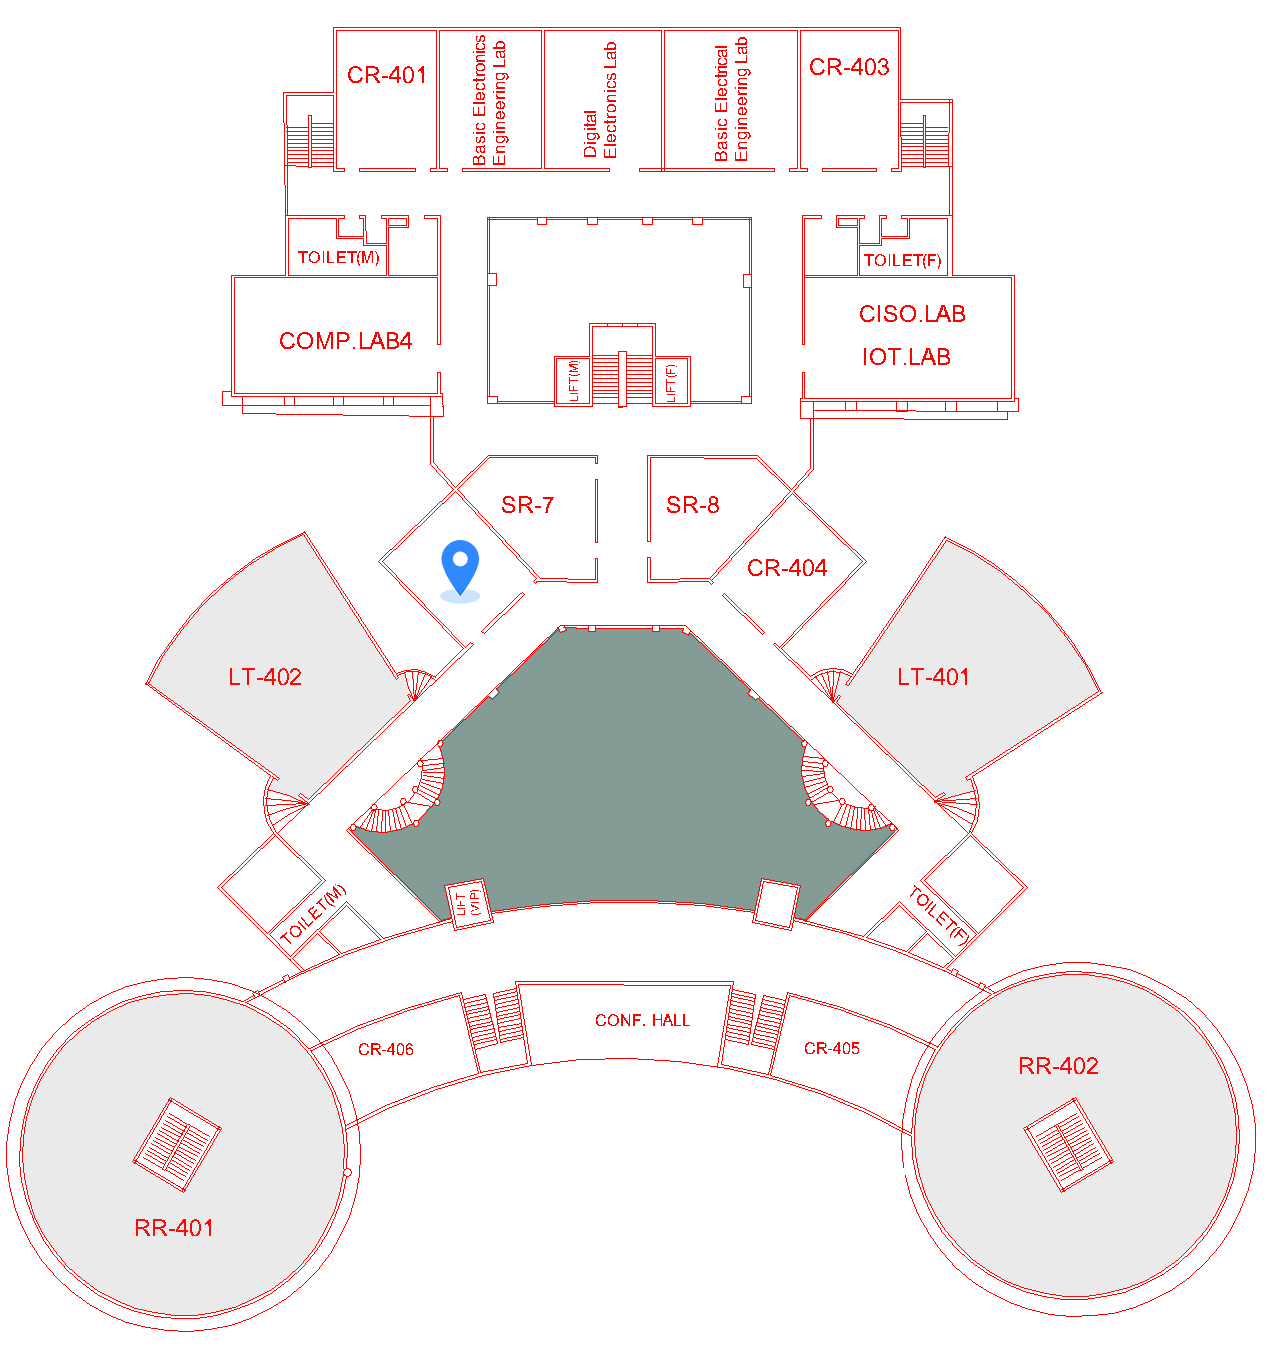 CR-401
Basic Electronics
Engineering Lab
Digital
Electronics Lab
Basic Electrical
Engineering Lab
CR-403
TOILET(M)
TOILET(F)
COMP.LAB4
CISO.LAB
IOT.LAB
LIFT(M)
LIFT(F)
SR-7
SR-8
CR-404
LT-402
LT-401
TOILET(M)
LIFT
(VIP)
TOILET(F)
CR-406
CONF. HALL
CR-405
RR-402
RR-401